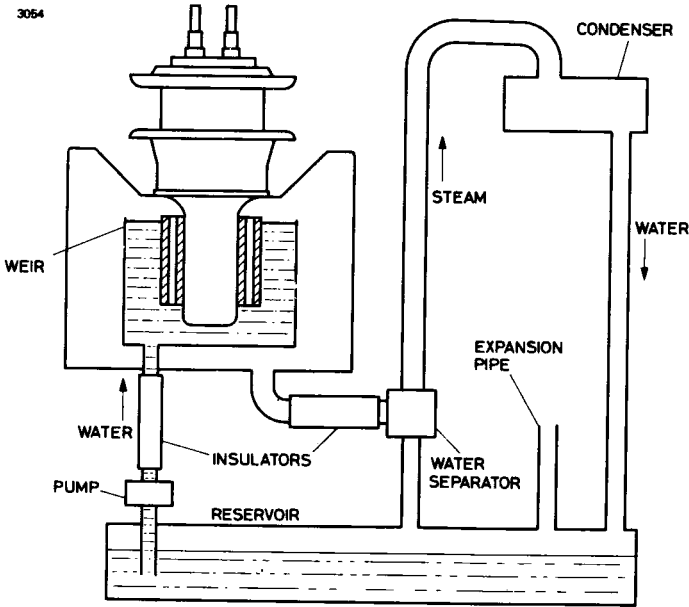 3054
CONDENSER
STEAM
WATER
WEIR
EXPANSION
PIPE
WATER
INSULATORS
WATER
SEPARATOR
PUMP
RESERVOIR